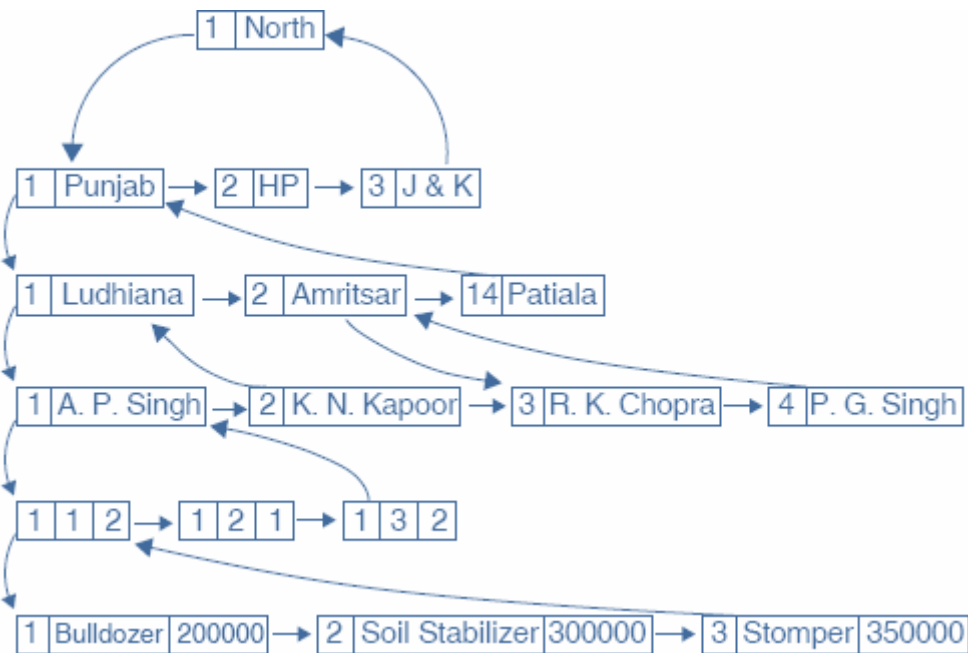 1 North
1 Punjab 2 HP 3 J & K
1 Ludhiana 2 Amritsar 14 Patiala
1 A. P. Singh 2 K. N. Kapoor 3 R. K. Chopra 4 P. G. Singh
1 1 2 1 2 1 1 3 2
1 Bulldozer 200000 2 Soil Stabilizer 300000 3 Stomper 350000